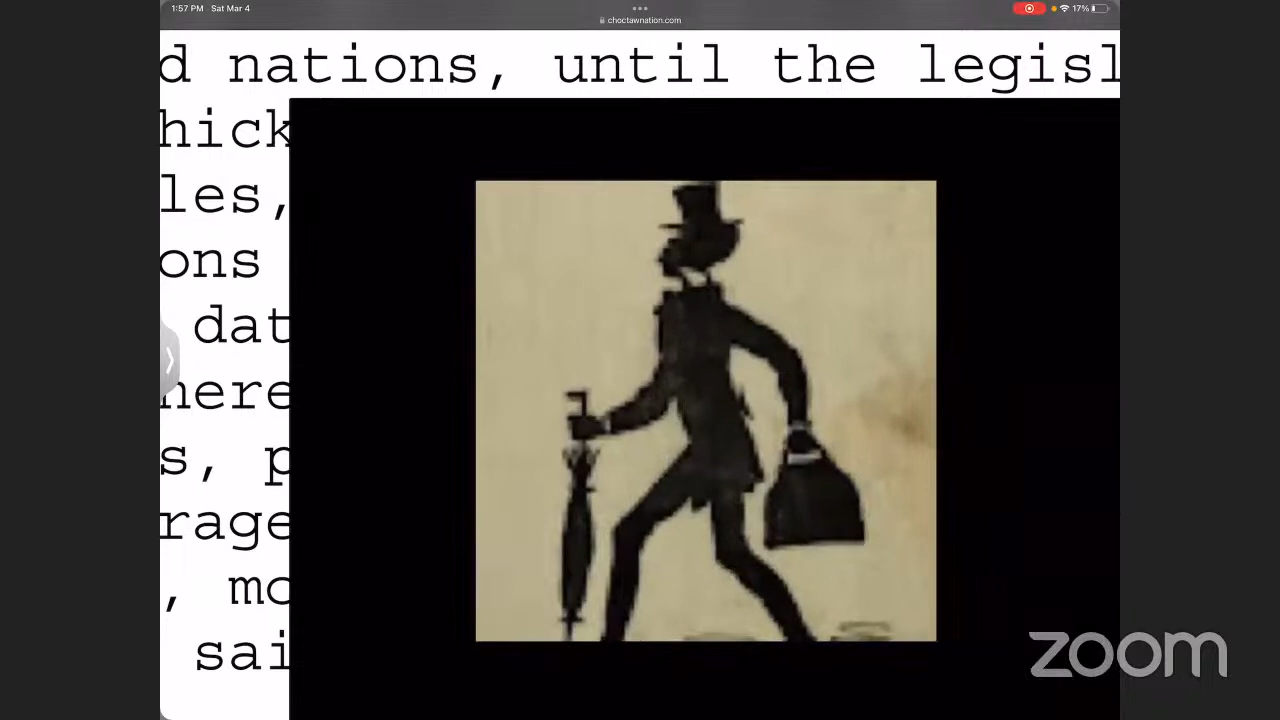 1:57 PM Sat Mar 4
choctawnation.com
17%
d nations, until the legisl
hick
les,
ons
dat
here
s, p
rage
, mo
sai
zoom